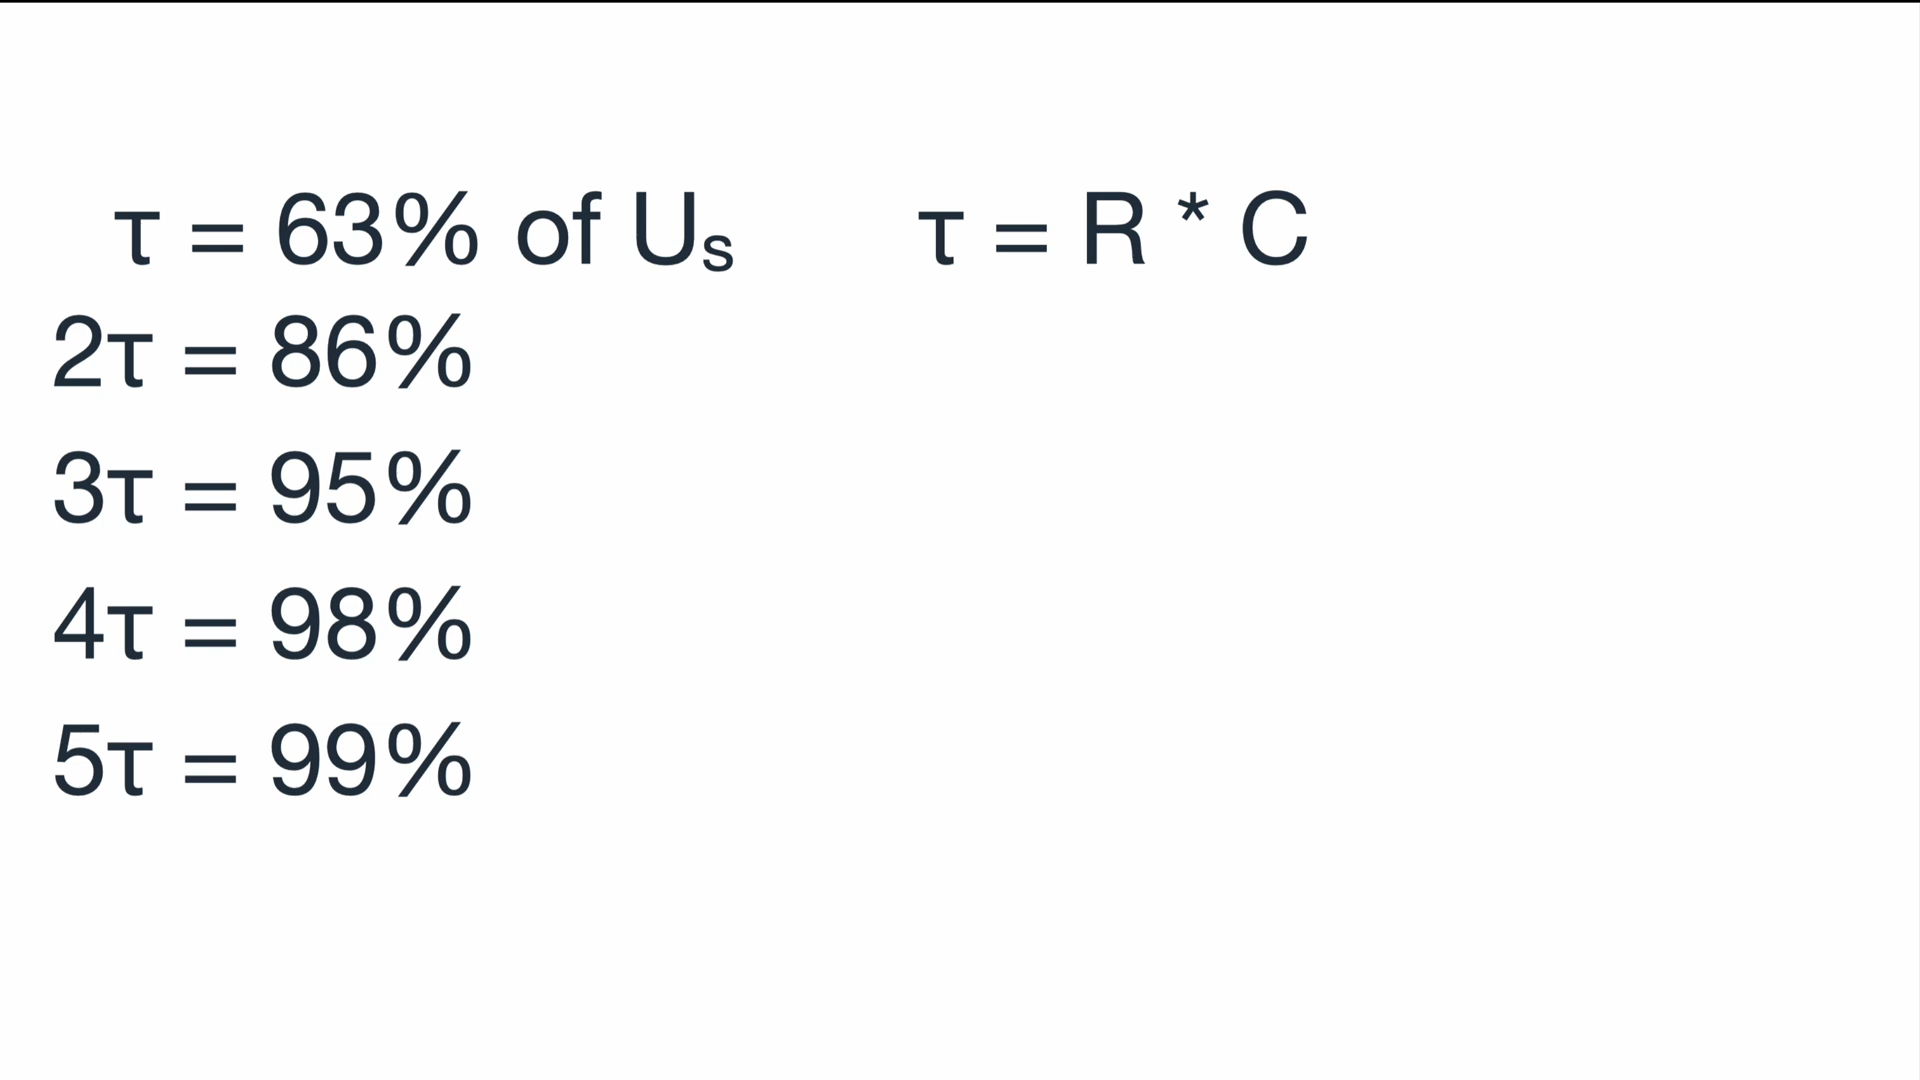 τ = 63% of Us τ = R * C
2τ = 86%
3τ = 95%
4τ = 98%
5τ = 99%